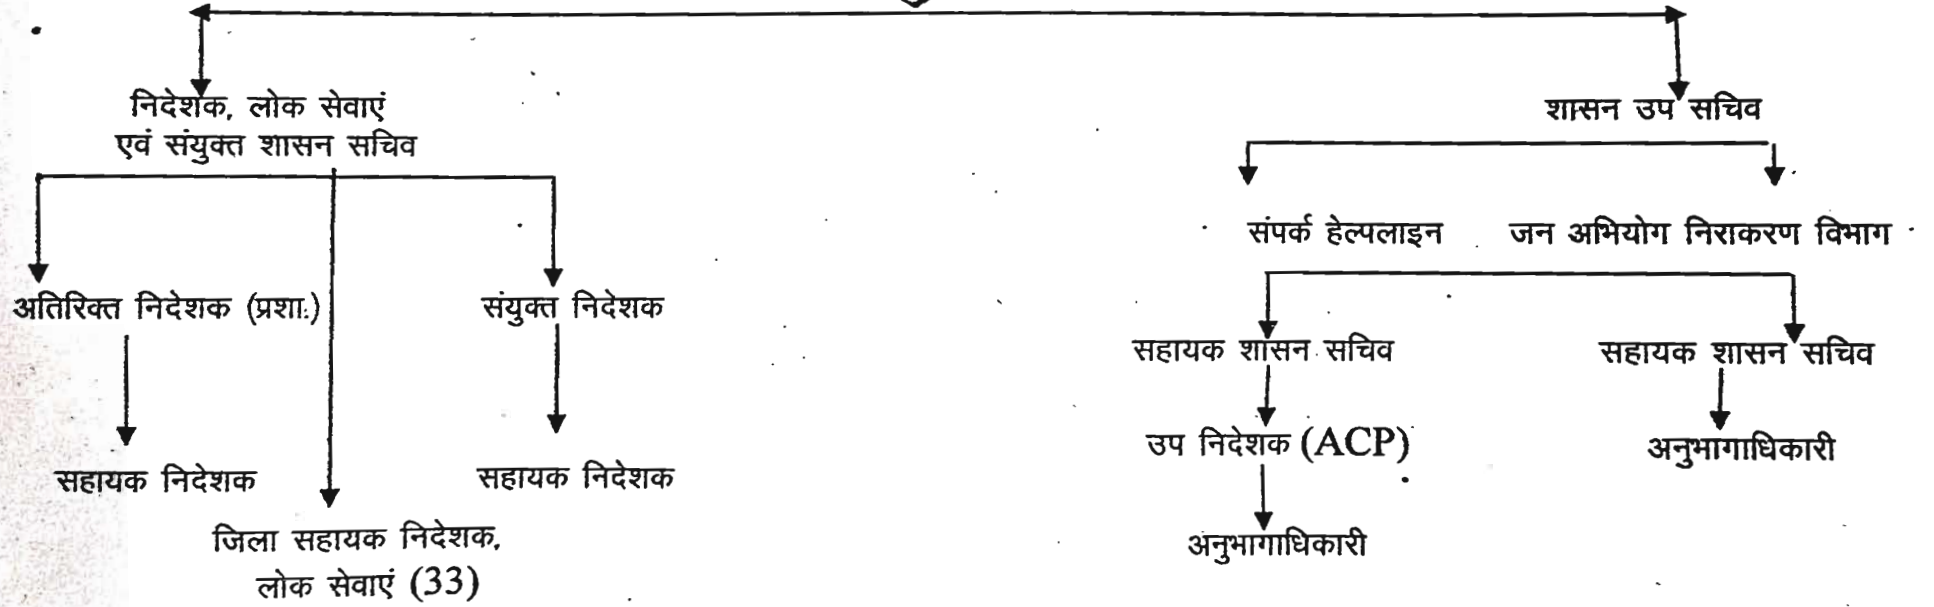 निदेशक, लोक सेवाएं
एवं संयुक्त शासन सचिव
शासन उप सचिव
संपर्क हेल्पलाइन
जन अभियोग निराकरण विभाग
अतिरिक्त निदेशक (प्रशा.)
संयुक्त निदेशक
सहायक शासन सचिव
सहायक शासन सचिव
उप निदेशक (ACP)
अनुभागाधिकारी
सहायक निदेशक
सहायक निदेशक
जिला सहायक निदेशक,
लोक सेवाएं (33)
अनुभागाधिकारी